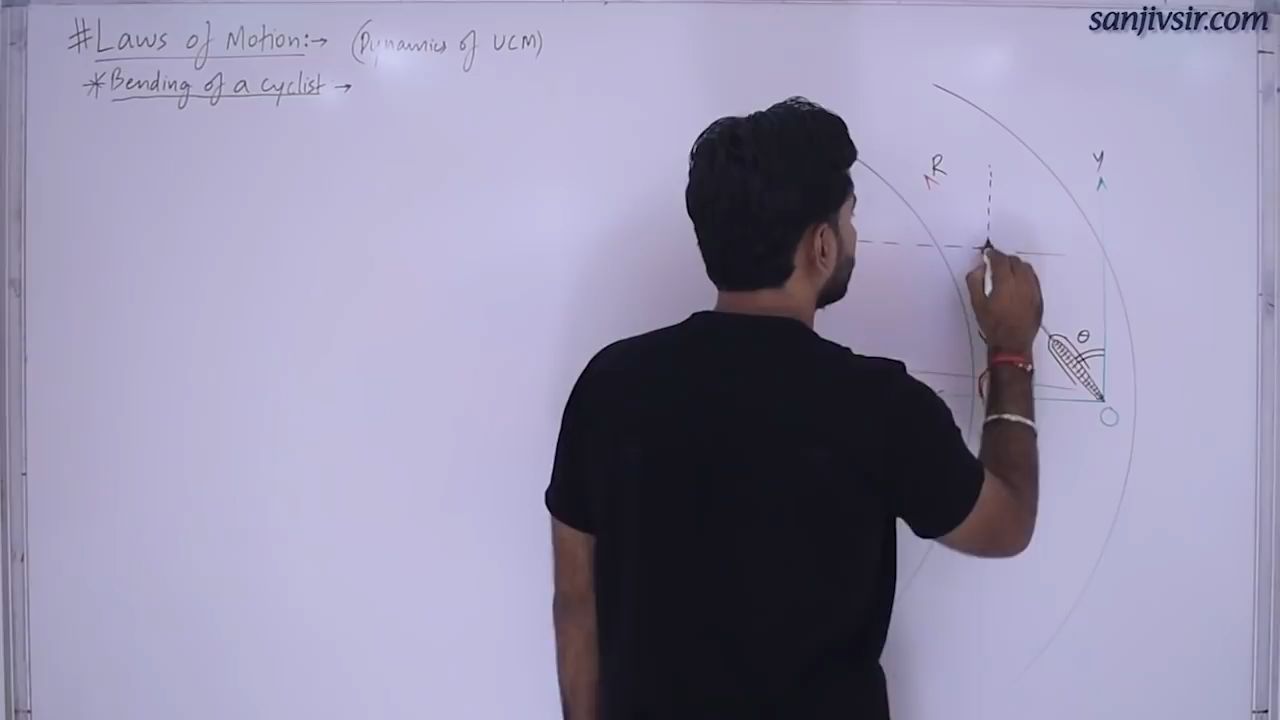 sanjivsir.com
#Laws of Motion:→ (Dynamics of UCM)
*Bending of a cyclist →
R
y
θ
O